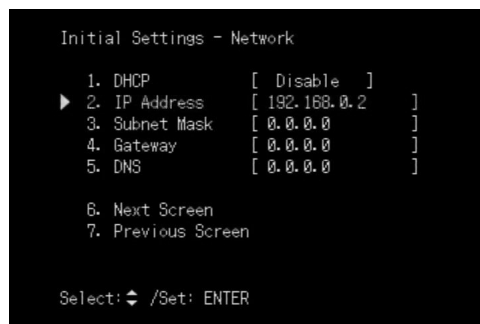 Initial Settings - Network
1. DHCP [ Disable ]
▶ 2. IP Address [ 192.168.0.2 ]
3. Subnet Mask [ 0.0.0.0 ]
4. Gateway [ 0.0.0.0 ]
5. DNS [ 0.0.0.0 ]
6. Next Screen
7. Previous Screen
Select:⬍ /Set: ENTER